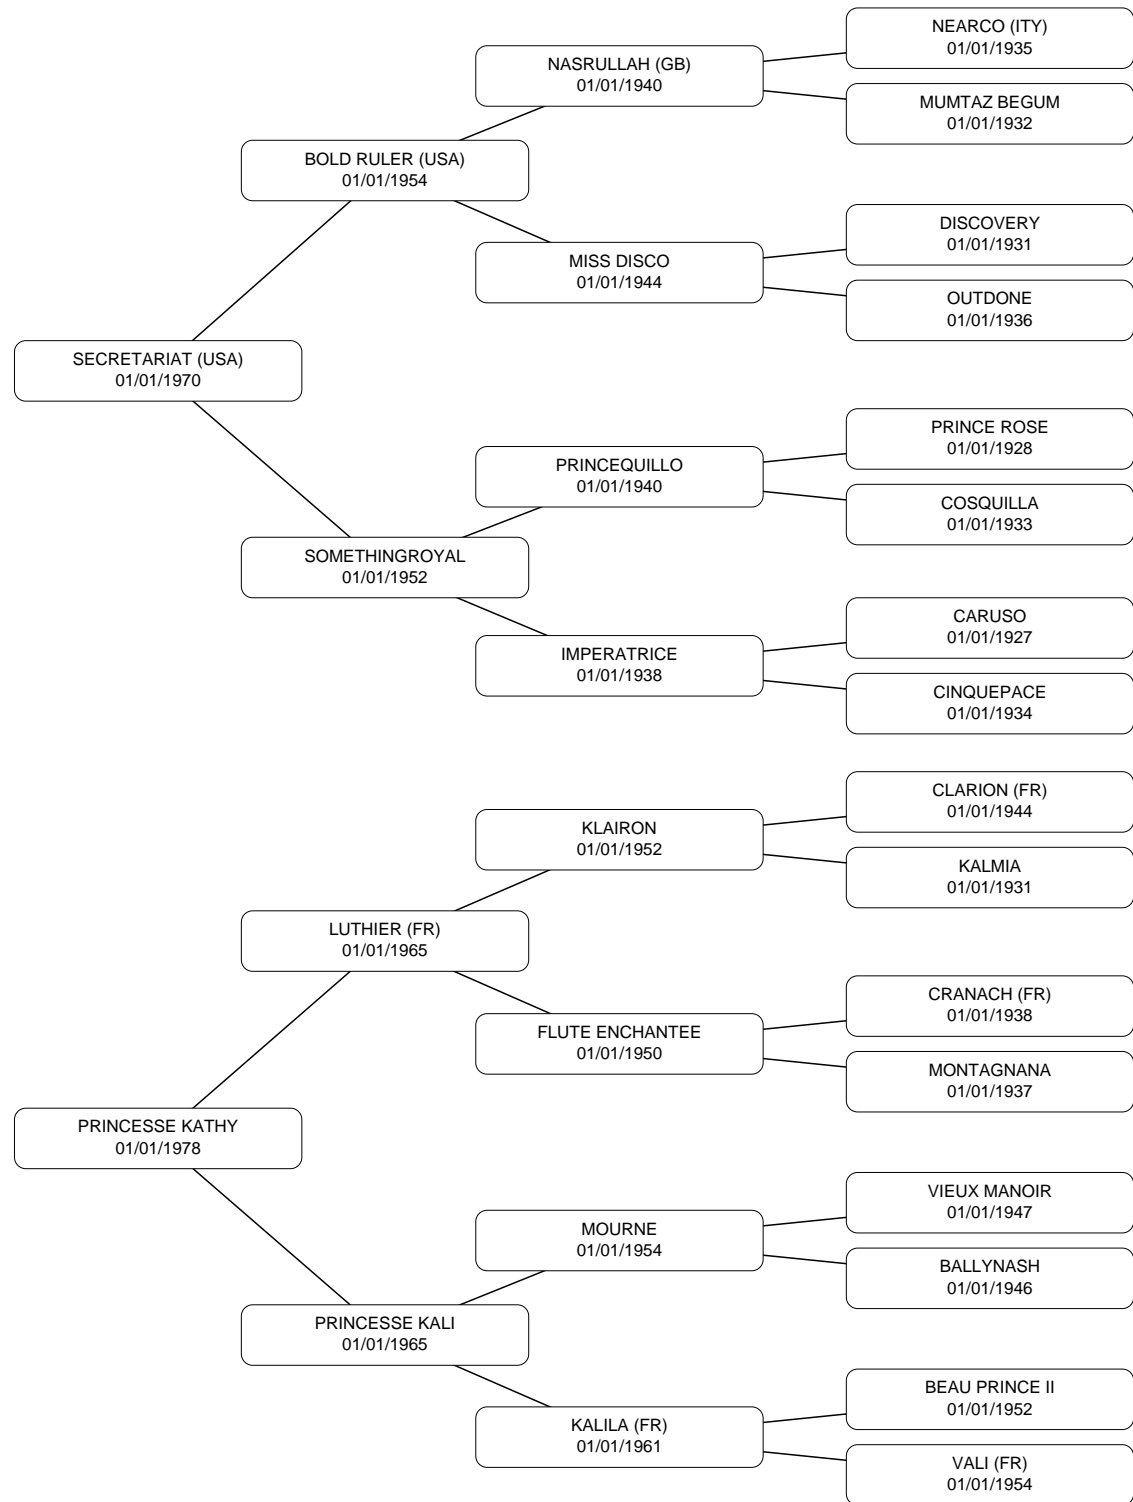 NEARCO (ITY)
01/01/1935
NASRULLAH (GB)
01/01/1940
MUMTAZ BEGUM
01/01/1932
BOLD RULER (USA)
01/01/1954
DISCOVERY
01/01/1931
MISS DISCO
01/01/1944
OUTDONE
01/01/1936
SECRETARIAT (USA)
01/01/1970
PRINCE ROSE
01/01/1928
PRINCEQUILLO
01/01/1940
COSQUILLA
01/01/1933
SOMETHINGROYAL
01/01/1952
CARUSO
01/01/1927
IMPERATRICE
01/01/1938
CINQUEPACE
01/01/1934
CLARION (FR)
01/01/1944
KLAIRON
01/01/1952
KALMIA
01/01/1931
LUTHIER (FR)
01/01/1965
CRANACH (FR)
01/01/1938
FLUTE ENCHANTEE
01/01/1950
MONTAGNANA
01/01/1937
PRINCESSE KATHY
01/01/1978
VIEUX MANOIR
01/01/1947
MOURNE
01/01/1954
BALLYNASH
01/01/1946
PRINCESSE KALI
01/01/1965
BEAU PRINCE II
01/01/1952
KALILA (FR)
01/01/1961
VALI (FR)
01/01/1954